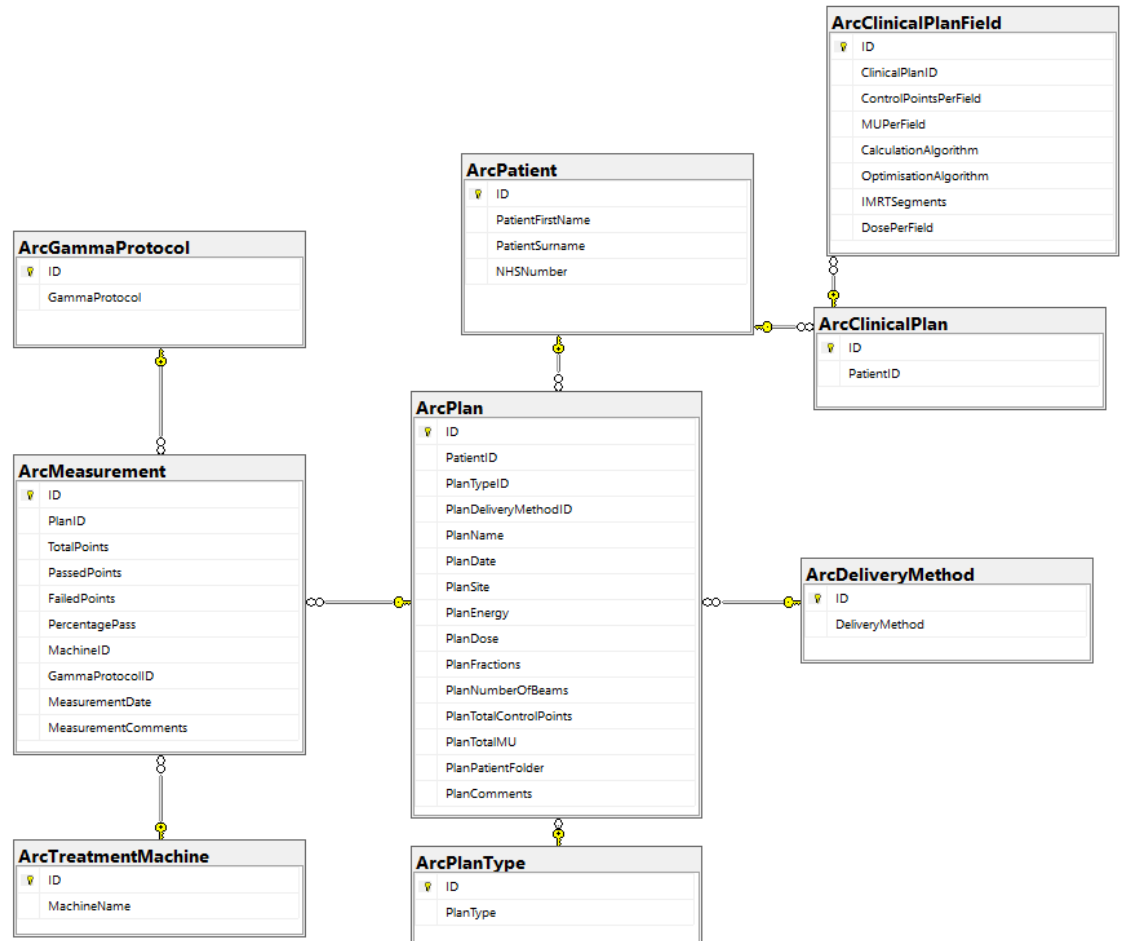 ArcClinicalPlanField
ID
ClinicalPlanID
ControlPointsPerField
MUPerField
CalculationAlgorithm
OptimisationAlgorithm
IMRTSegments
DosePerField
ArcPatient
ID
PatientFirstName
PatientSurname
NHSNumber
ArcGammaProtocol
ID
GammaProtocol
ArcClinicalPlan
ID
PatientID
ArcPlan
ID
PatientID
PlanTypeID
PlanDeliveryMethodID
PlanName
PlanDate
PlanSite
PlanEnergy
PlanDose
PlanFractions
PlanNumberOfBeams
PlanTotalControlPoints
PlanTotalMU
PlanPatientFolder
PlanComments
ArcMeasurement
ID
PlanID
TotalPoints
PassedPoints
FailedPoints
PercentagePass
MachineID
GammaProtocolID
MeasurementDate
MeasurementComments
ArcDeliveryMethod
ID
DeliveryMethod
ArcTreatmentMachine
ID
MachineName
ArcPlanType
ID
PlanType